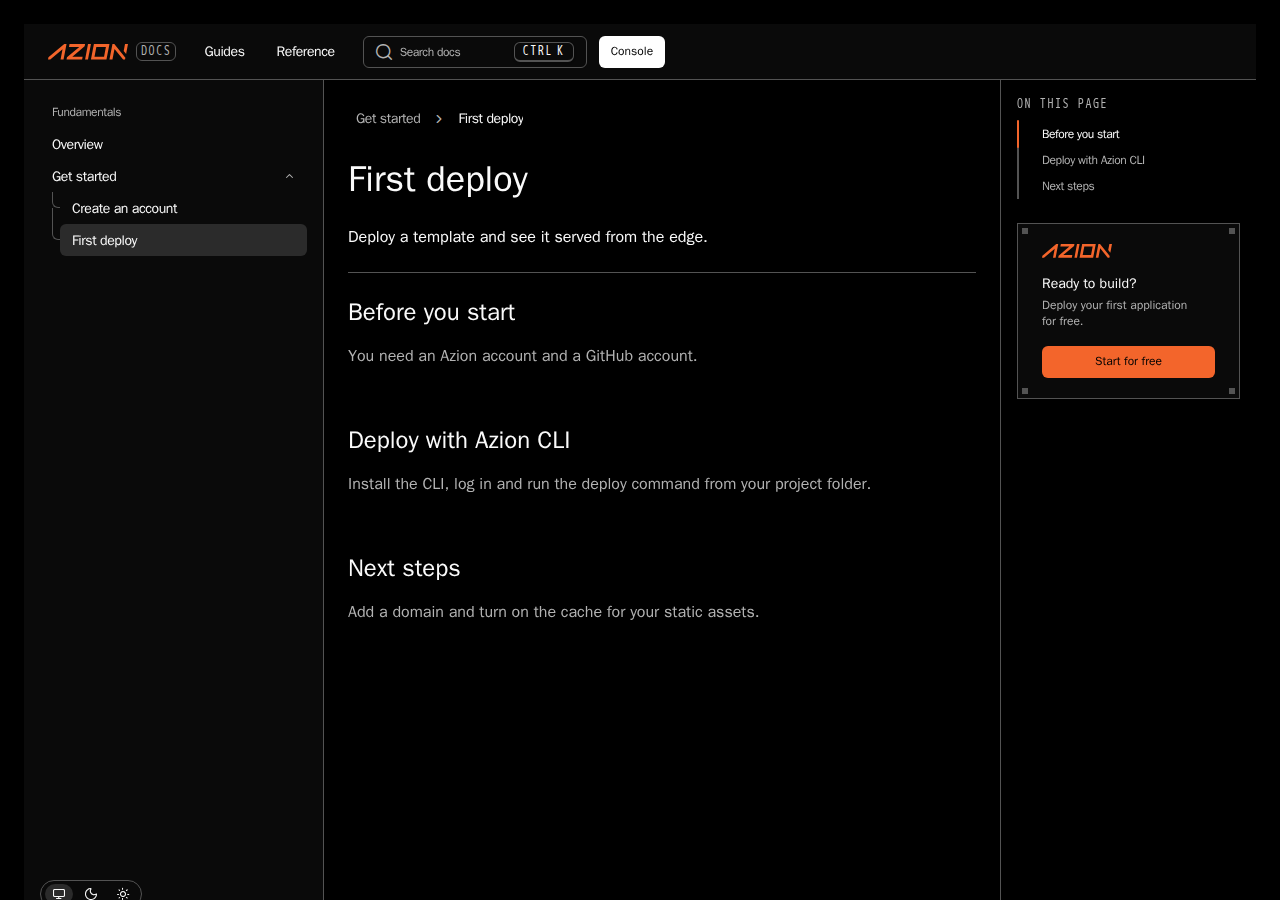 AZION DOCS Guides Reference Search docs CTRL K Console
Fundamentals
Overview
Get started
Create an account
First deploy
Get started > First deploy
First deploy
Deploy a template and see it served from the edge.
Before you start
You need an Azion account and a GitHub account.
Deploy with Azion CLI
Install the CLI, log in and run the deploy command from your project folder.
Next steps
Add a domain and turn on the cache for your static assets.
ON THIS PAGE
Before you start
Deploy with Azion CLI
Next steps
AZION
Ready to build?
Deploy your first application
for free.
Start for free